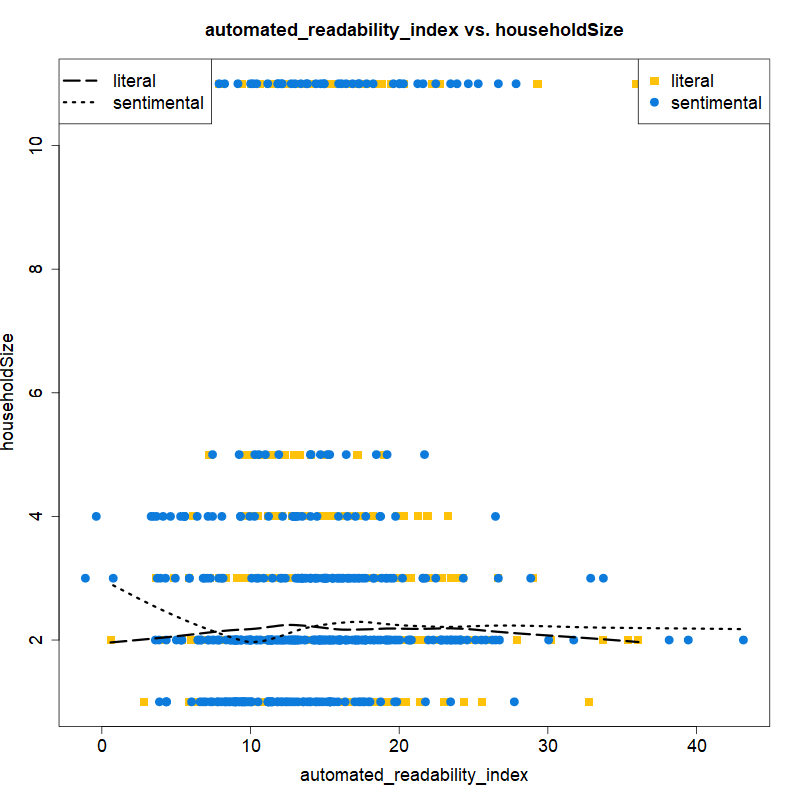 automated_readability_index vs. householdSize
literal
sentimental
literal
sentimental
householdSize
10
8
6
4
2
0 10 20 30 40
automated_readability_index